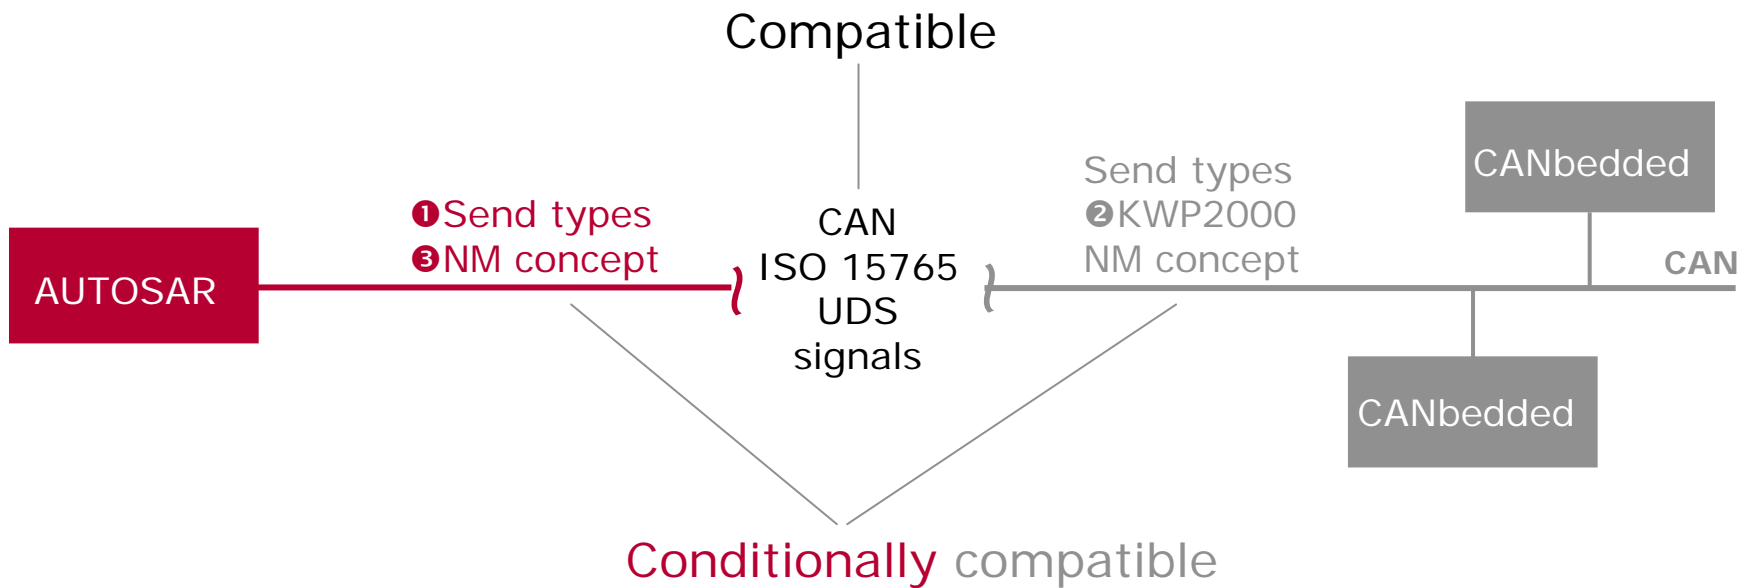 Compatible
AUTOSAR
❶Send types
❸NM concept
CAN
ISO 15765
UDS
signals
Send types
❷KWP2000
NM concept
CANbedded
CAN
CANbedded
Conditionally compatible